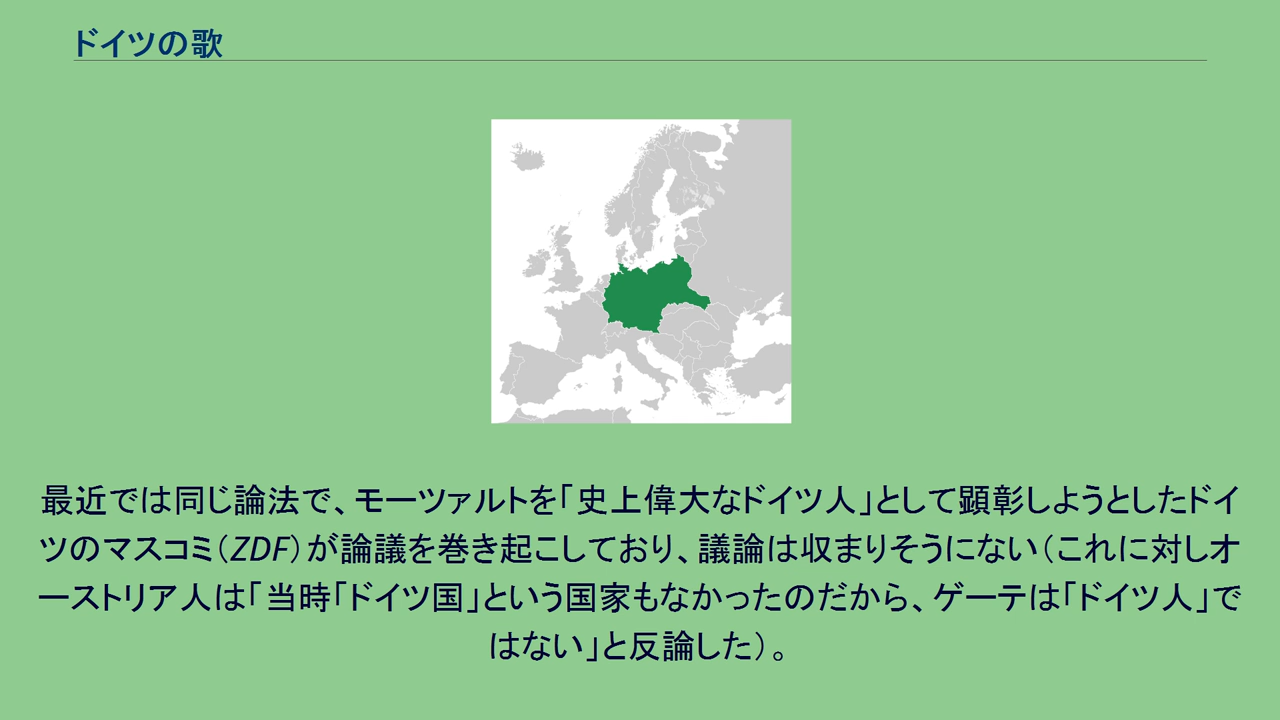 ドイツの歌
最近では同じ論法で、モーツァルトを「史上偉大なドイツ人」として顕彰しようとしたドイ
ツのマスコミ（ZDF）が論議を巻き起こしており、議論は収まりそうにない（これに対しオ
ーストリア人は「当時「ドイツ国」という国家もなかったのだから、ゲーテは「ドイツ人」で
はない」と反論した）。